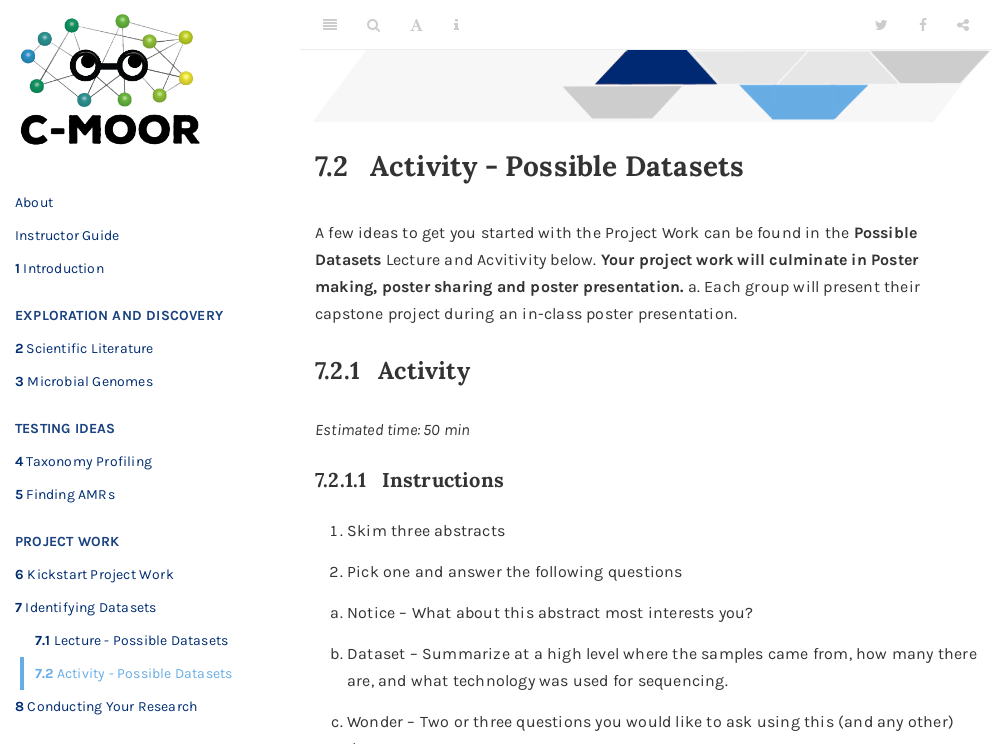 C-MOOR
About
Instructor Guide
1 Introduction
EXPLORATION AND DISCOVERY
2 Scientific Literature
3 Microbial Genomes
TESTING IDEAS
4 Taxonomy Profiling
5 Finding AMRs
PROJECT WORK
6 Kickstart Project Work
7 Identifying Datasets
7.1 Lecture - Possible Datasets
7.2 Activity - Possible Datasets
8 Conducting Your Research
7.2 Activity - Possible Datasets
A few ideas to get you started with the Project Work can be found in the Possible
Datasets Lecture and Acvitivity below. Your project work will culminate in Poster
making, poster sharing and poster presentation. a. Each group will present their
capstone project during an in-class poster presentation.
7.2.1 Activity
Estimated time: 50 min
7.2.1.1 Instructions
1. Skim three abstracts
2. Pick one and answer the following questions
a. Notice – What about this abstract most interests you?
b. Dataset – Summarize at a high level where the samples came from, how many there
are, and what technology was used for sequencing.
c. Wonder – Two or three questions you would like to ask using this (and any other)